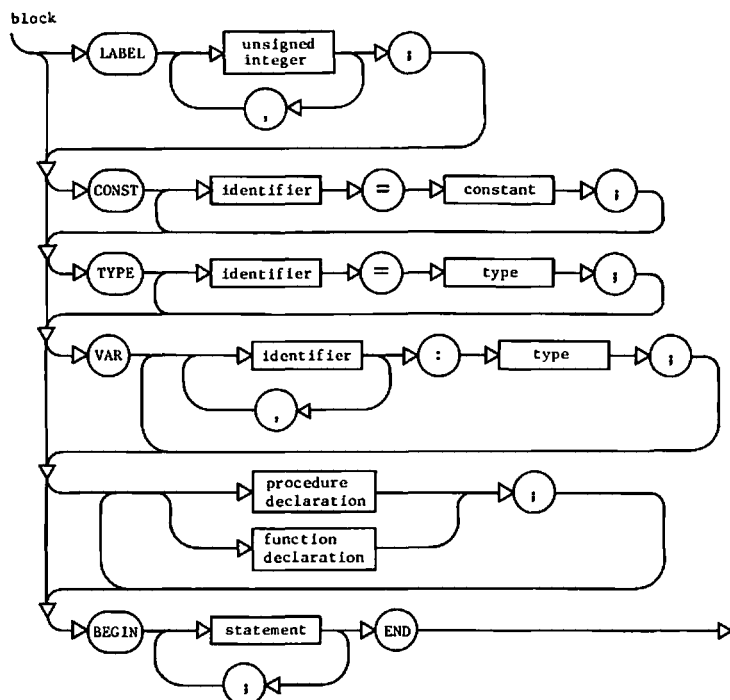 block
LABEL unsigned integer ;
,
CONST identifier = constant ;
TYPE identifier = type ;
VAR identifier : type ;
,
procedure declaration ;
function declaration
BEGIN statement END
;